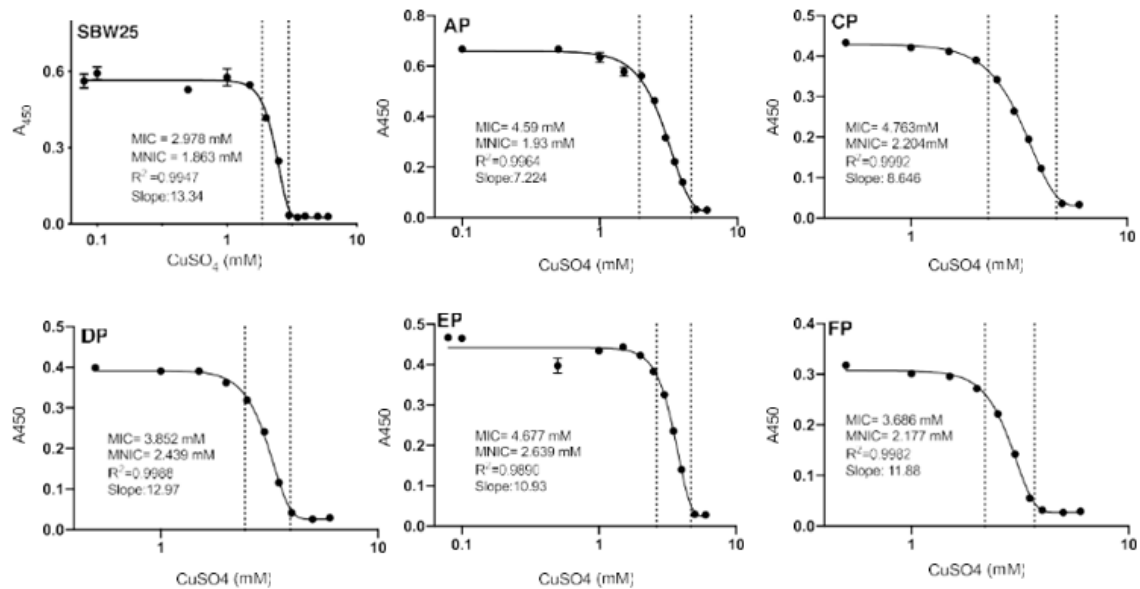 SBW25
0.6
0.3
0.0
A450
MIC = 2.978 mM
MNIC = 1.863 mM
R2 =0.9947
Slope:13.34
0.1 1 10
CuSO4 (mM)
AP
0.8
0.6
0.4
0.2
0.0
A450
MIC= 4.59 mM
MNIC= 1.93 mM
R2=0.9964
Slope:7.224
0.1 1 10
CuSO4 (mM)
CP
0.5
0.4
0.3
0.2
0.1
0.0
A450
MIC= 4.763mM
MNIC= 2.204mM
R2=0.9992
Slope: 8.646
1 10
CuSO4 (mM)
DP
0.5
0.4
0.3
0.2
0.1
0.0
A450
MIC= 3.852 mM
MNIC= 2.439 mM
R2=0.9988
Slope:12.97
1 10
CuSO4 (mM)
EP
0.5
0.4
0.3
0.2
0.1
0.0
A450
MIC= 4.677 mM
MNIC= 2.639 mM
R2=0.9890
Slope:10.93
0.1 1 10
CuSO4 (mM)
FP
0.4
0.3
0.2
0.1
0.0
A450
MIC= 3.686 mM
MNIC= 2.177 mM
R2=0.9982
Slope: 11.88
1 10
CuSO4 (mM)